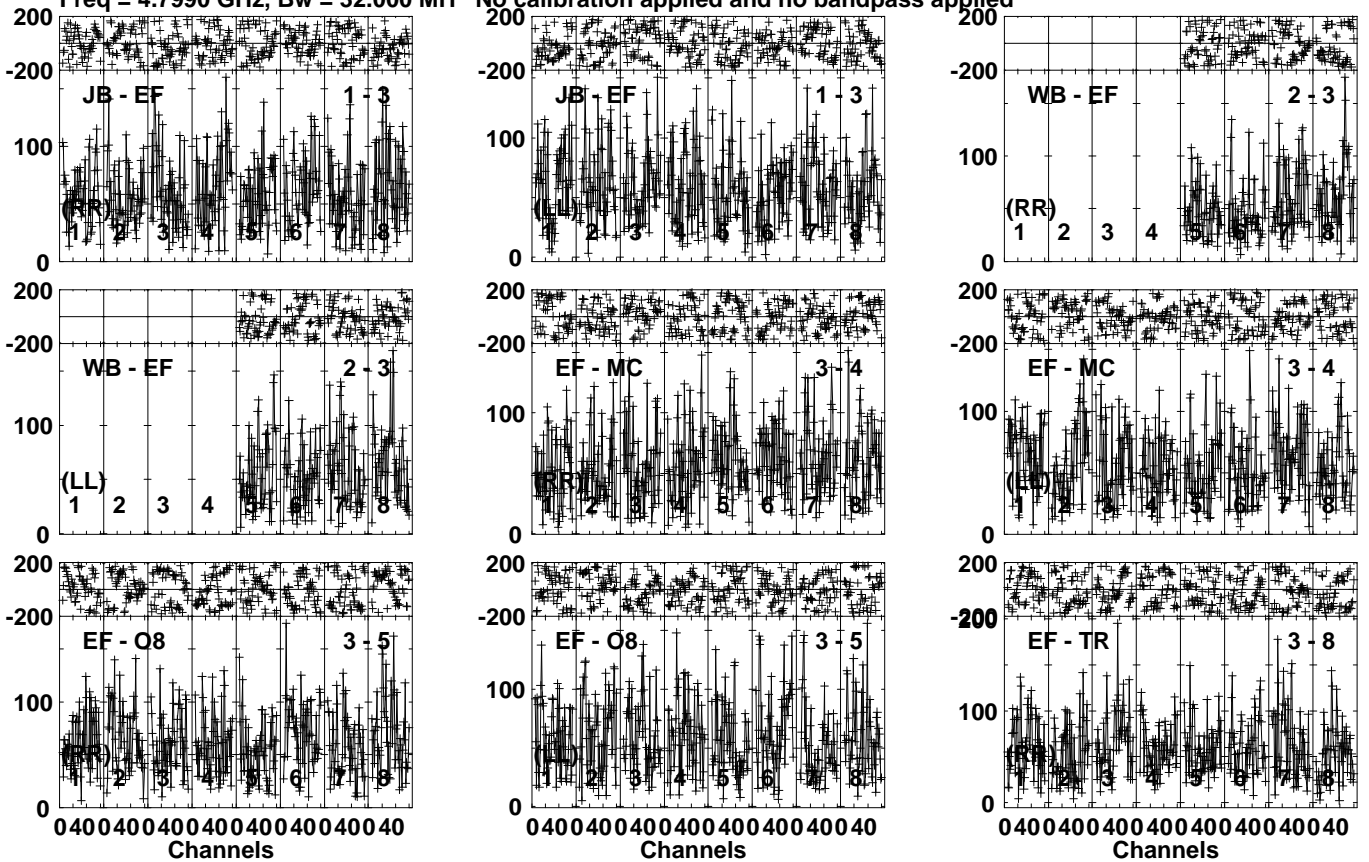 Freq = 4.7990 GHz, Bw = 32.000 MH No calibration applied and no bandpass applied
200
-200
JB - EF 1 - 3
100
(RR)
1 2 3 4 5 6 7 8
0
JB - EF 1 - 3
100
(LL)
1 2 3 4 5 6 7 8
0
200
-200
WB - EF 2 - 3
100
(RR)
1 2 3 4 5 6 7 8
0
200
-200
WB - EF 2 - 3
100
(LL)
1 2 3 4 5 6 7 8
0
200
-200
EF - MC 3 - 4
100
(RR)
1 2 3 4 5 6 7 8
0
200
-200
EF - MC 3 - 4
100
(LL)
1 2 3 4 5 6 7 8
0
200
-200
EF - O8 3 - 5
100
(RR)
1 2 3 4 5 6 7 8
0
0 40 0 40 0 40 0 40 0 40 0 40 0 40 0 40
Channels
200
-200
EF - O8 3 - 5
100
(LL)
1 2 3 4 5 6 7 8
0
0 40 0 40 0 40 0 40 0 40 0 40 0 40 0 40
Channels
200
-200
200
EF - TR 3 - 8
100
(RR)
1 2 3 4 5 6 7 8
0
0 40 0 40 0 40 0 40 0 40 0 40 0 40 0 40
Channels